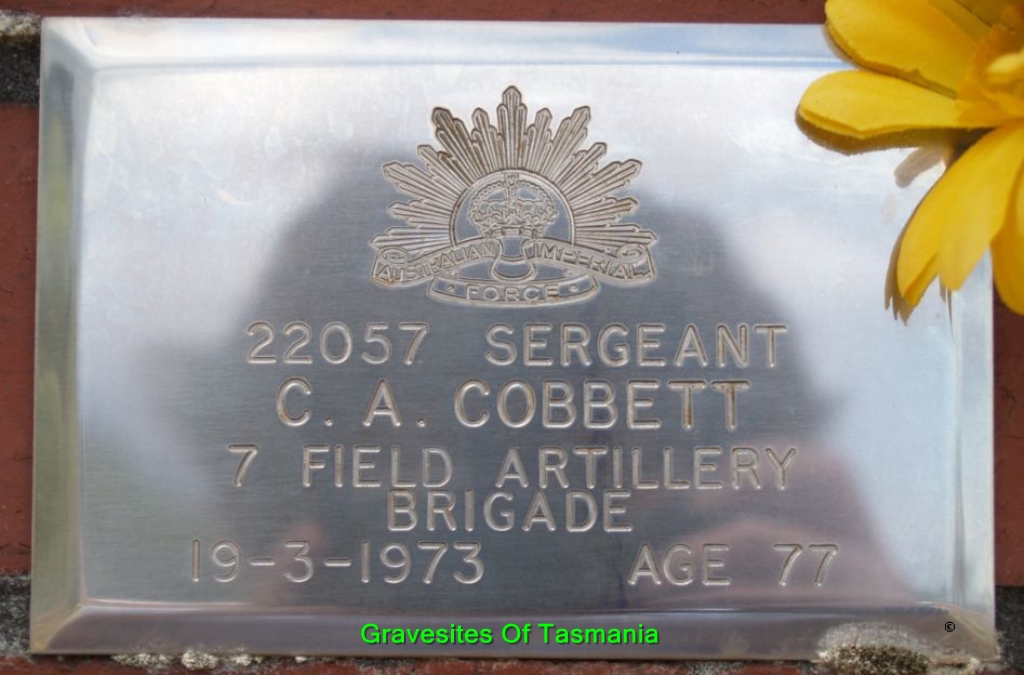 AUSTRALIAN IMPERIAL
FORCE
22057 SERGEANT
C. A. COBBETT
7 FIELD ARTILLERY
BRIGADE
19-3-1973 AGE 77
Gravesites Of Tasmania ©